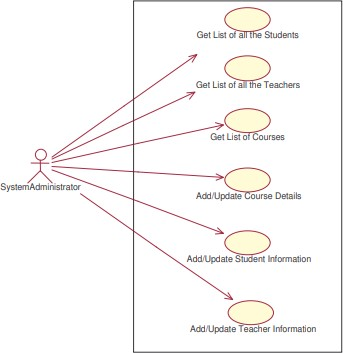 Get List of all the Students
Get List of all the Teachers
Get List of Courses
SystemAdministrator
Add/Update Course Details
Add/Update Student Information
Add/Update Teacher Information